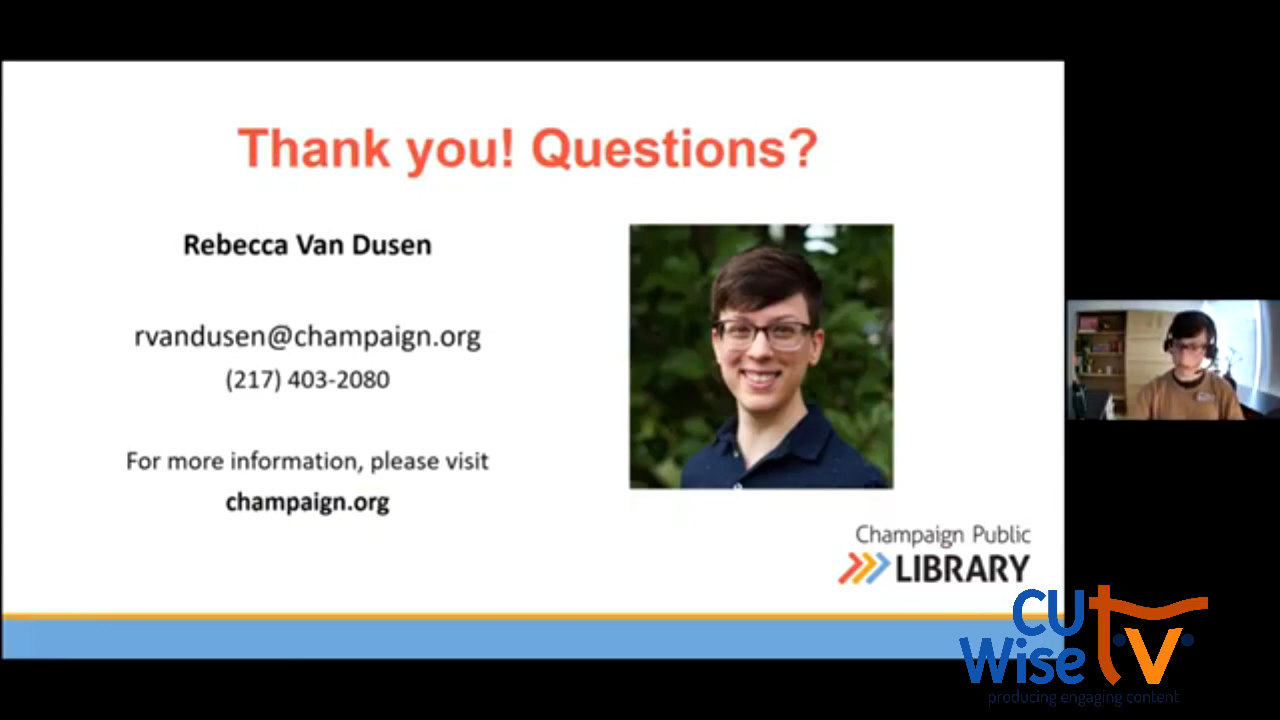 Thank you! Questions?
Rebecca Van Dusen
rvandusen@champaign.org
(217) 403-2080
For more information, please visit
champaign.org
Champaign Public
LIBRARY
CU
Wise
tv
producing engaging content